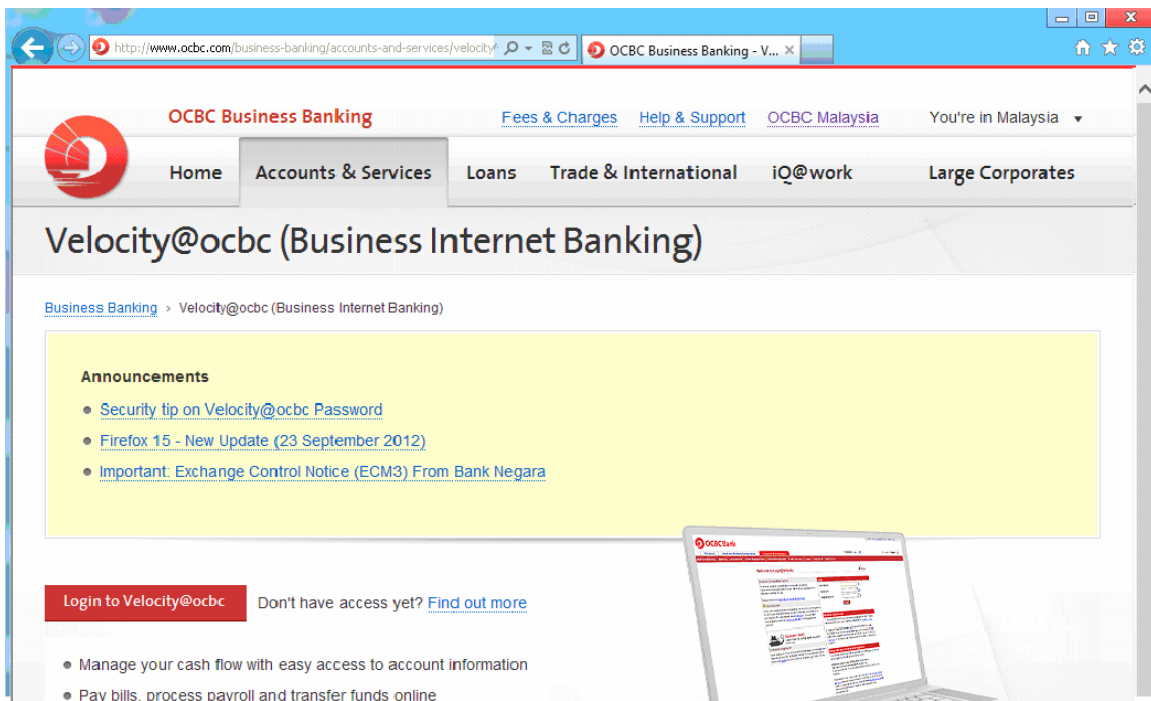 http://www.ocbc.com/business-banking/accounts-and-services/velocity
OCBC Business Banking - V...
OCBC Business Banking Fees & Charges Help & Support OCBC Malaysia You're in Malaysia
Home Accounts & Services Loans Trade & International iQ@work Large Corporates
Velocity@ocbc (Business Internet Banking)
Business Banking › Velocity@ocbc (Business Internet Banking)
Announcements
Security tip on Velocity@ocbc Password
Firefox 15 - New Update (23 September 2012)
Important: Exchange Control Notice (ECM3) From Bank Negara
OCBC Bank
Login to Velocity@ocbc Don't have access yet? Find out more
Manage your cash flow with easy access to account information
Pay bills, process payroll and transfer funds online